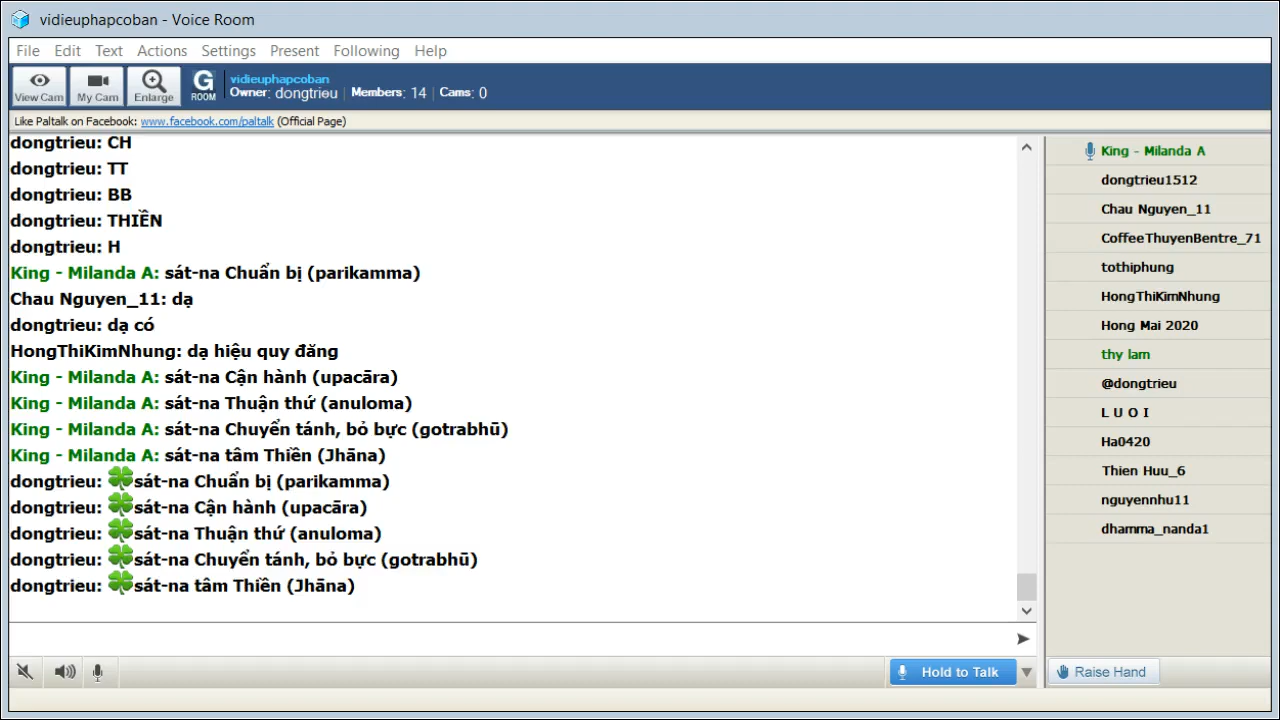 vidieuphapcoban - Voice Room
File Edit Text Actions Settings Present Following Help
View Cam My Cam Enlarge G ROOM vidieuphapcoban
Owner: dongtrieu | Members: 14 | Cams: 0
Like Paltalk on Facebook: www.facebook.com/paltalk (Official Page)
dongtrieu: CH
dongtrieu: TT
dongtrieu: BB
dongtrieu: THIỀN
dongtrieu: H
King - Milanda A: sát-na Chuẩn bị (parikamma)
Chau Nguyen_11: dạ
dongtrieu: dạ có
HongThiKimNhung: dạ hiệu quy đăng
King - Milanda A: sát-na Cận hành (upacāra)
King - Milanda A: sát-na Thuận thứ (anuloma)
King - Milanda A: sát-na Chuyển tánh, bỏ bực (gotrabhū)
King - Milanda A: sát-na tâm Thiền (Jhāna)
dongtrieu: 🍀sát-na Chuẩn bị (parikamma)
dongtrieu: 🍀sát-na Cận hành (upacāra)
dongtrieu: 🍀sát-na Thuận thứ (anuloma)
dongtrieu: 🍀sát-na Chuyển tánh, bỏ bực (gotrabhū)
dongtrieu: 🍀sát-na tâm Thiền (Jhāna)
King - Milanda A
dongtrieu1512
Chau Nguyen_11
CoffeeThuyenBentre_71
tothiphung
HongThiKimNhung
Hong Mai 2020
thy lam
@dongtrieu
L U O I
Ha0420
Thien Huu_6
nguyennhu11
dhamma_nanda1
Hold to Talk
Raise Hand